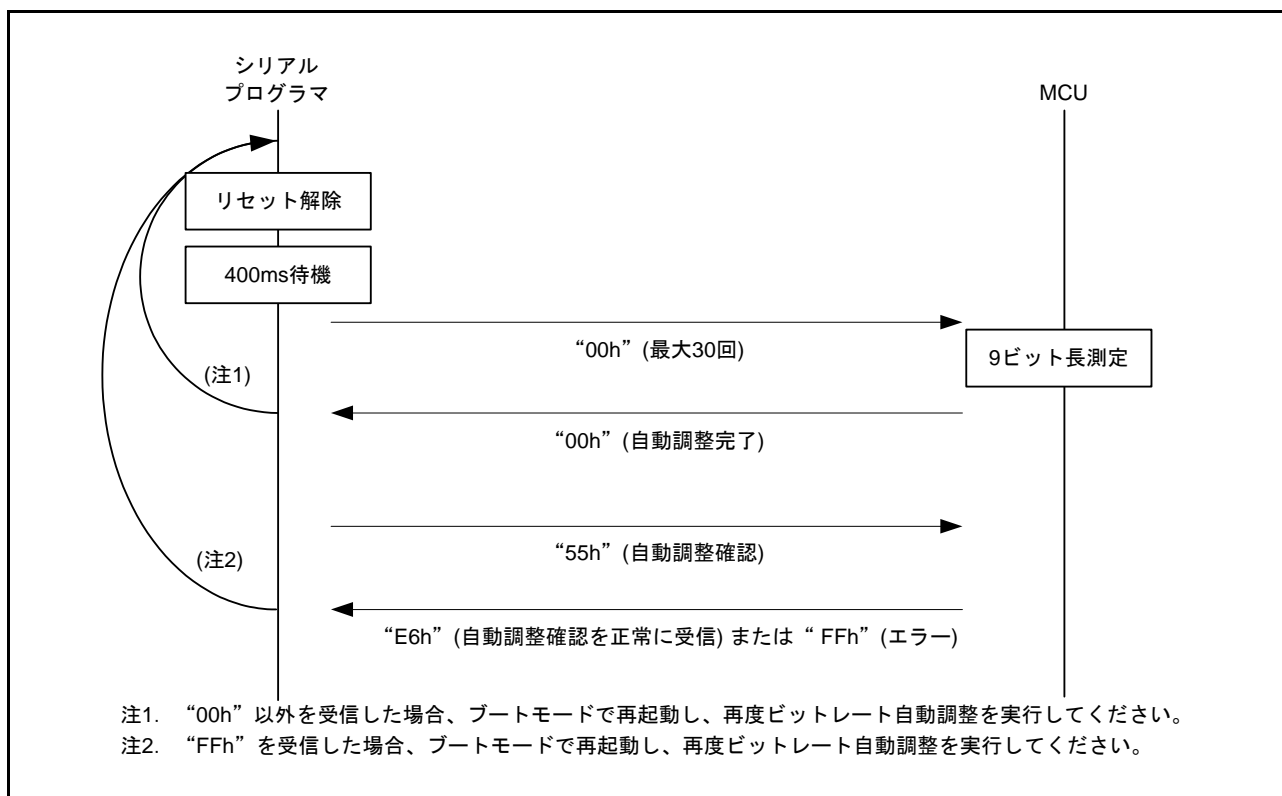 シリアル
プログラマ
MCU
リセット解除
400ms待機
“00h” (最大30回)
9ビット長測定
(注1)
“00h” (自動調整完了)
“55h” (自動調整確認)
(注2)
“E6h” (自動調整確認を正常に受信) または “ FFh” (エラー)
注1. “00h” 以外を受信した場合、ブートモードで再起動し、再度ビットレート自動調整を実行してください。
注2. “FFh” を受信した場合、ブートモードで再起動し、再度ビットレート自動調整を実行してください。